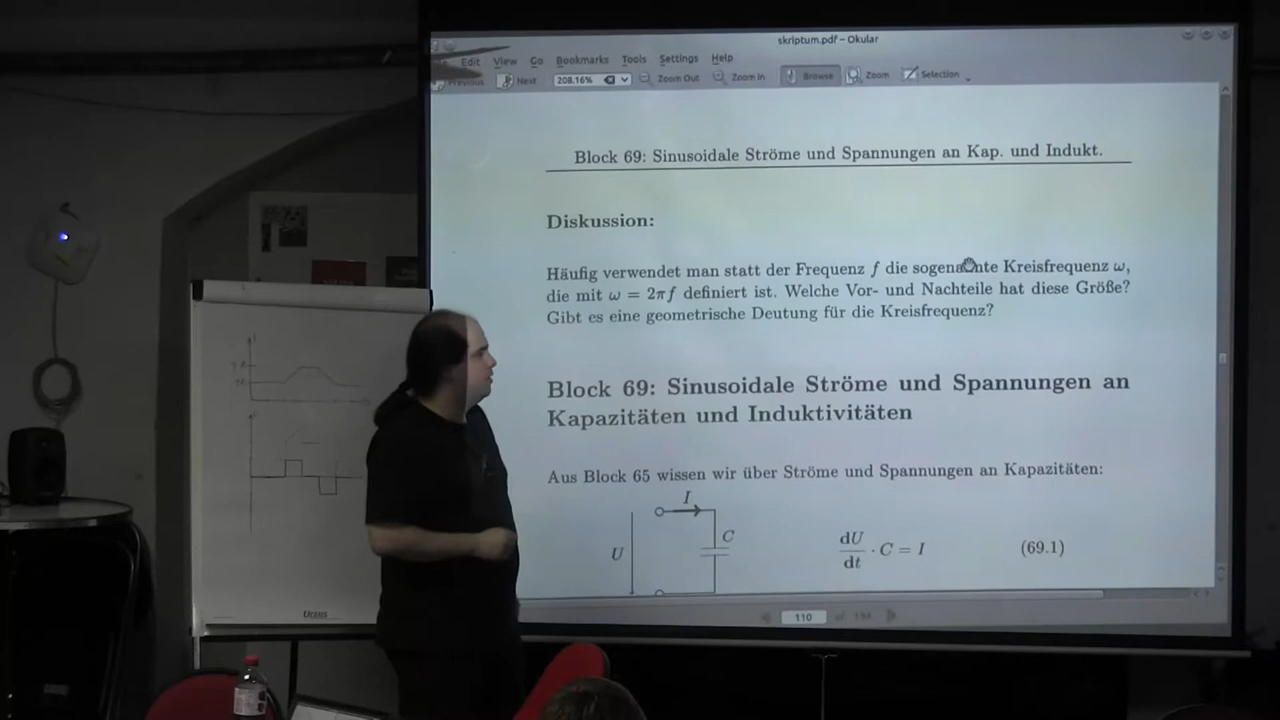 skriptum.pdf – Okular
Edit View Go Bookmarks Tools Settings Help
Previous Next 208.16% Zoom Out Zoom In Browse Zoom Selection
Block 69: Sinusoidale Ströme und Spannungen an Kap. und Indukt.
Diskussion:
Häufig verwendet man statt der Frequenz f die sogenannte Kreisfrequenz ω,
die mit ω = 2πf definiert ist. Welche Vor- und Nachteile hat diese Größe?
Gibt es eine geometrische Deutung für die Kreisfrequenz?
Block 69: Sinusoidale Ströme und Spannungen an
Kapazitäten und Induktivitäten
Aus Block 65 wissen wir über Ströme und Spannungen an Kapazitäten:
I
U C dU/dt · C = I (69.1)
110 of
Ursus